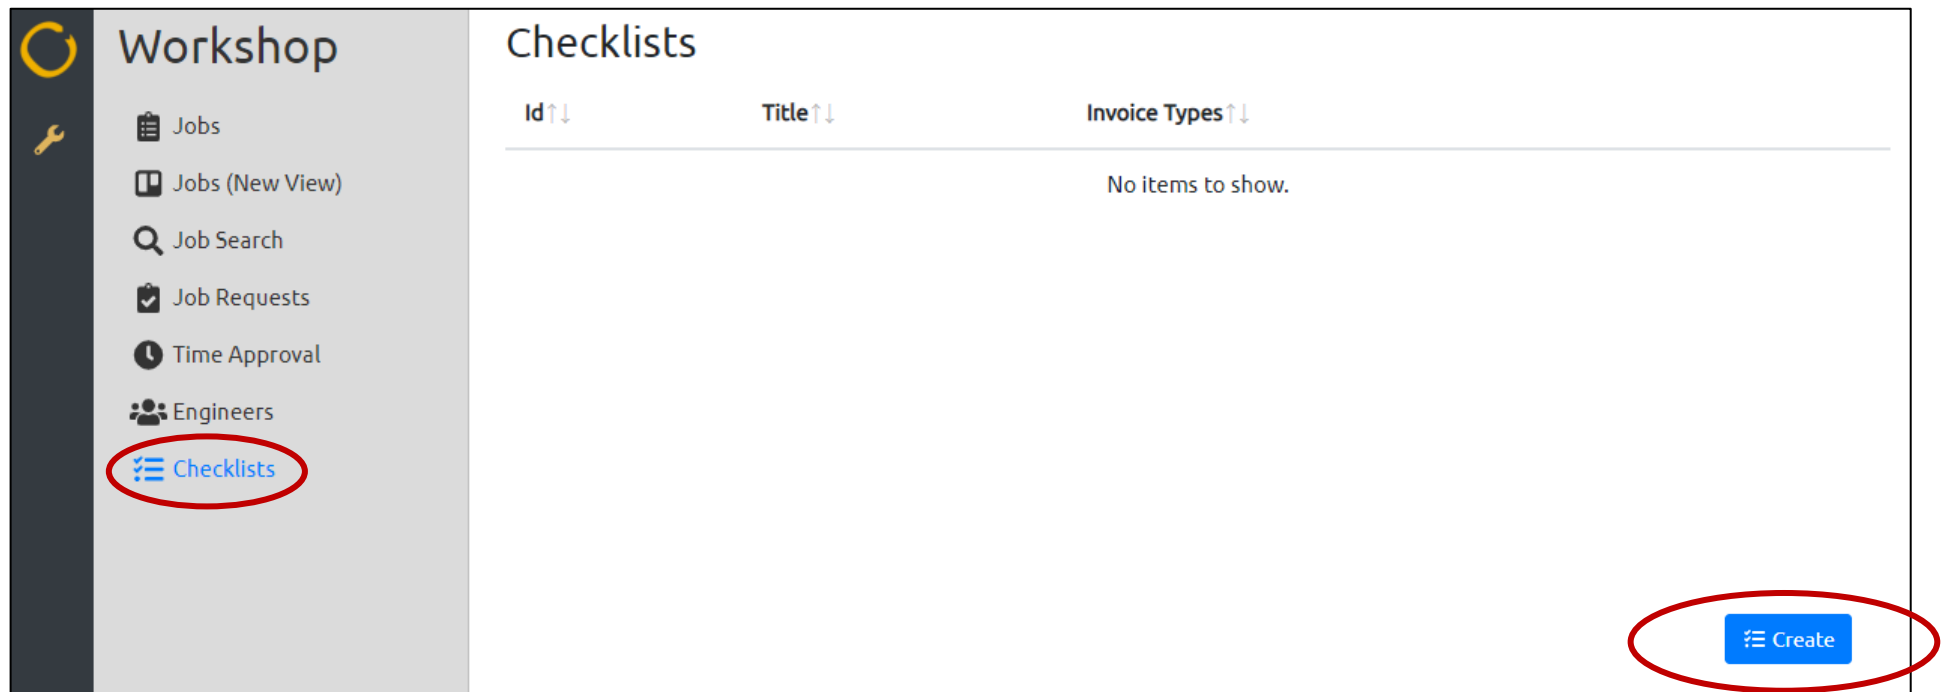 Workshop
Jobs
Jobs (New View)
Job Search
Job Requests
Time Approval
Engineers
Checklists
Checklists
Id↑↓ Title↑↓ Invoice Types↑↓
No items to show.
Create